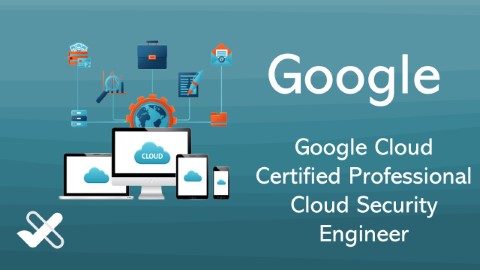 Google
Google Cloud
Certified Professional
Cloud Security
Engineer
CLOUD